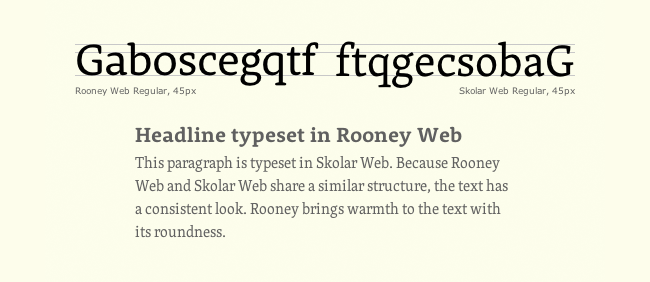 Gaboscegqtf ftqgecsobaG
Rooney Web Regular, 45px Skolar Web Regular, 45px
Headline typeset in Rooney Web
This paragraph is typeset in Skolar Web. Because Rooney
Web and Skolar Web share a similar structure, the text has
a consistent look. Rooney brings warmth to the text with
its roundness.